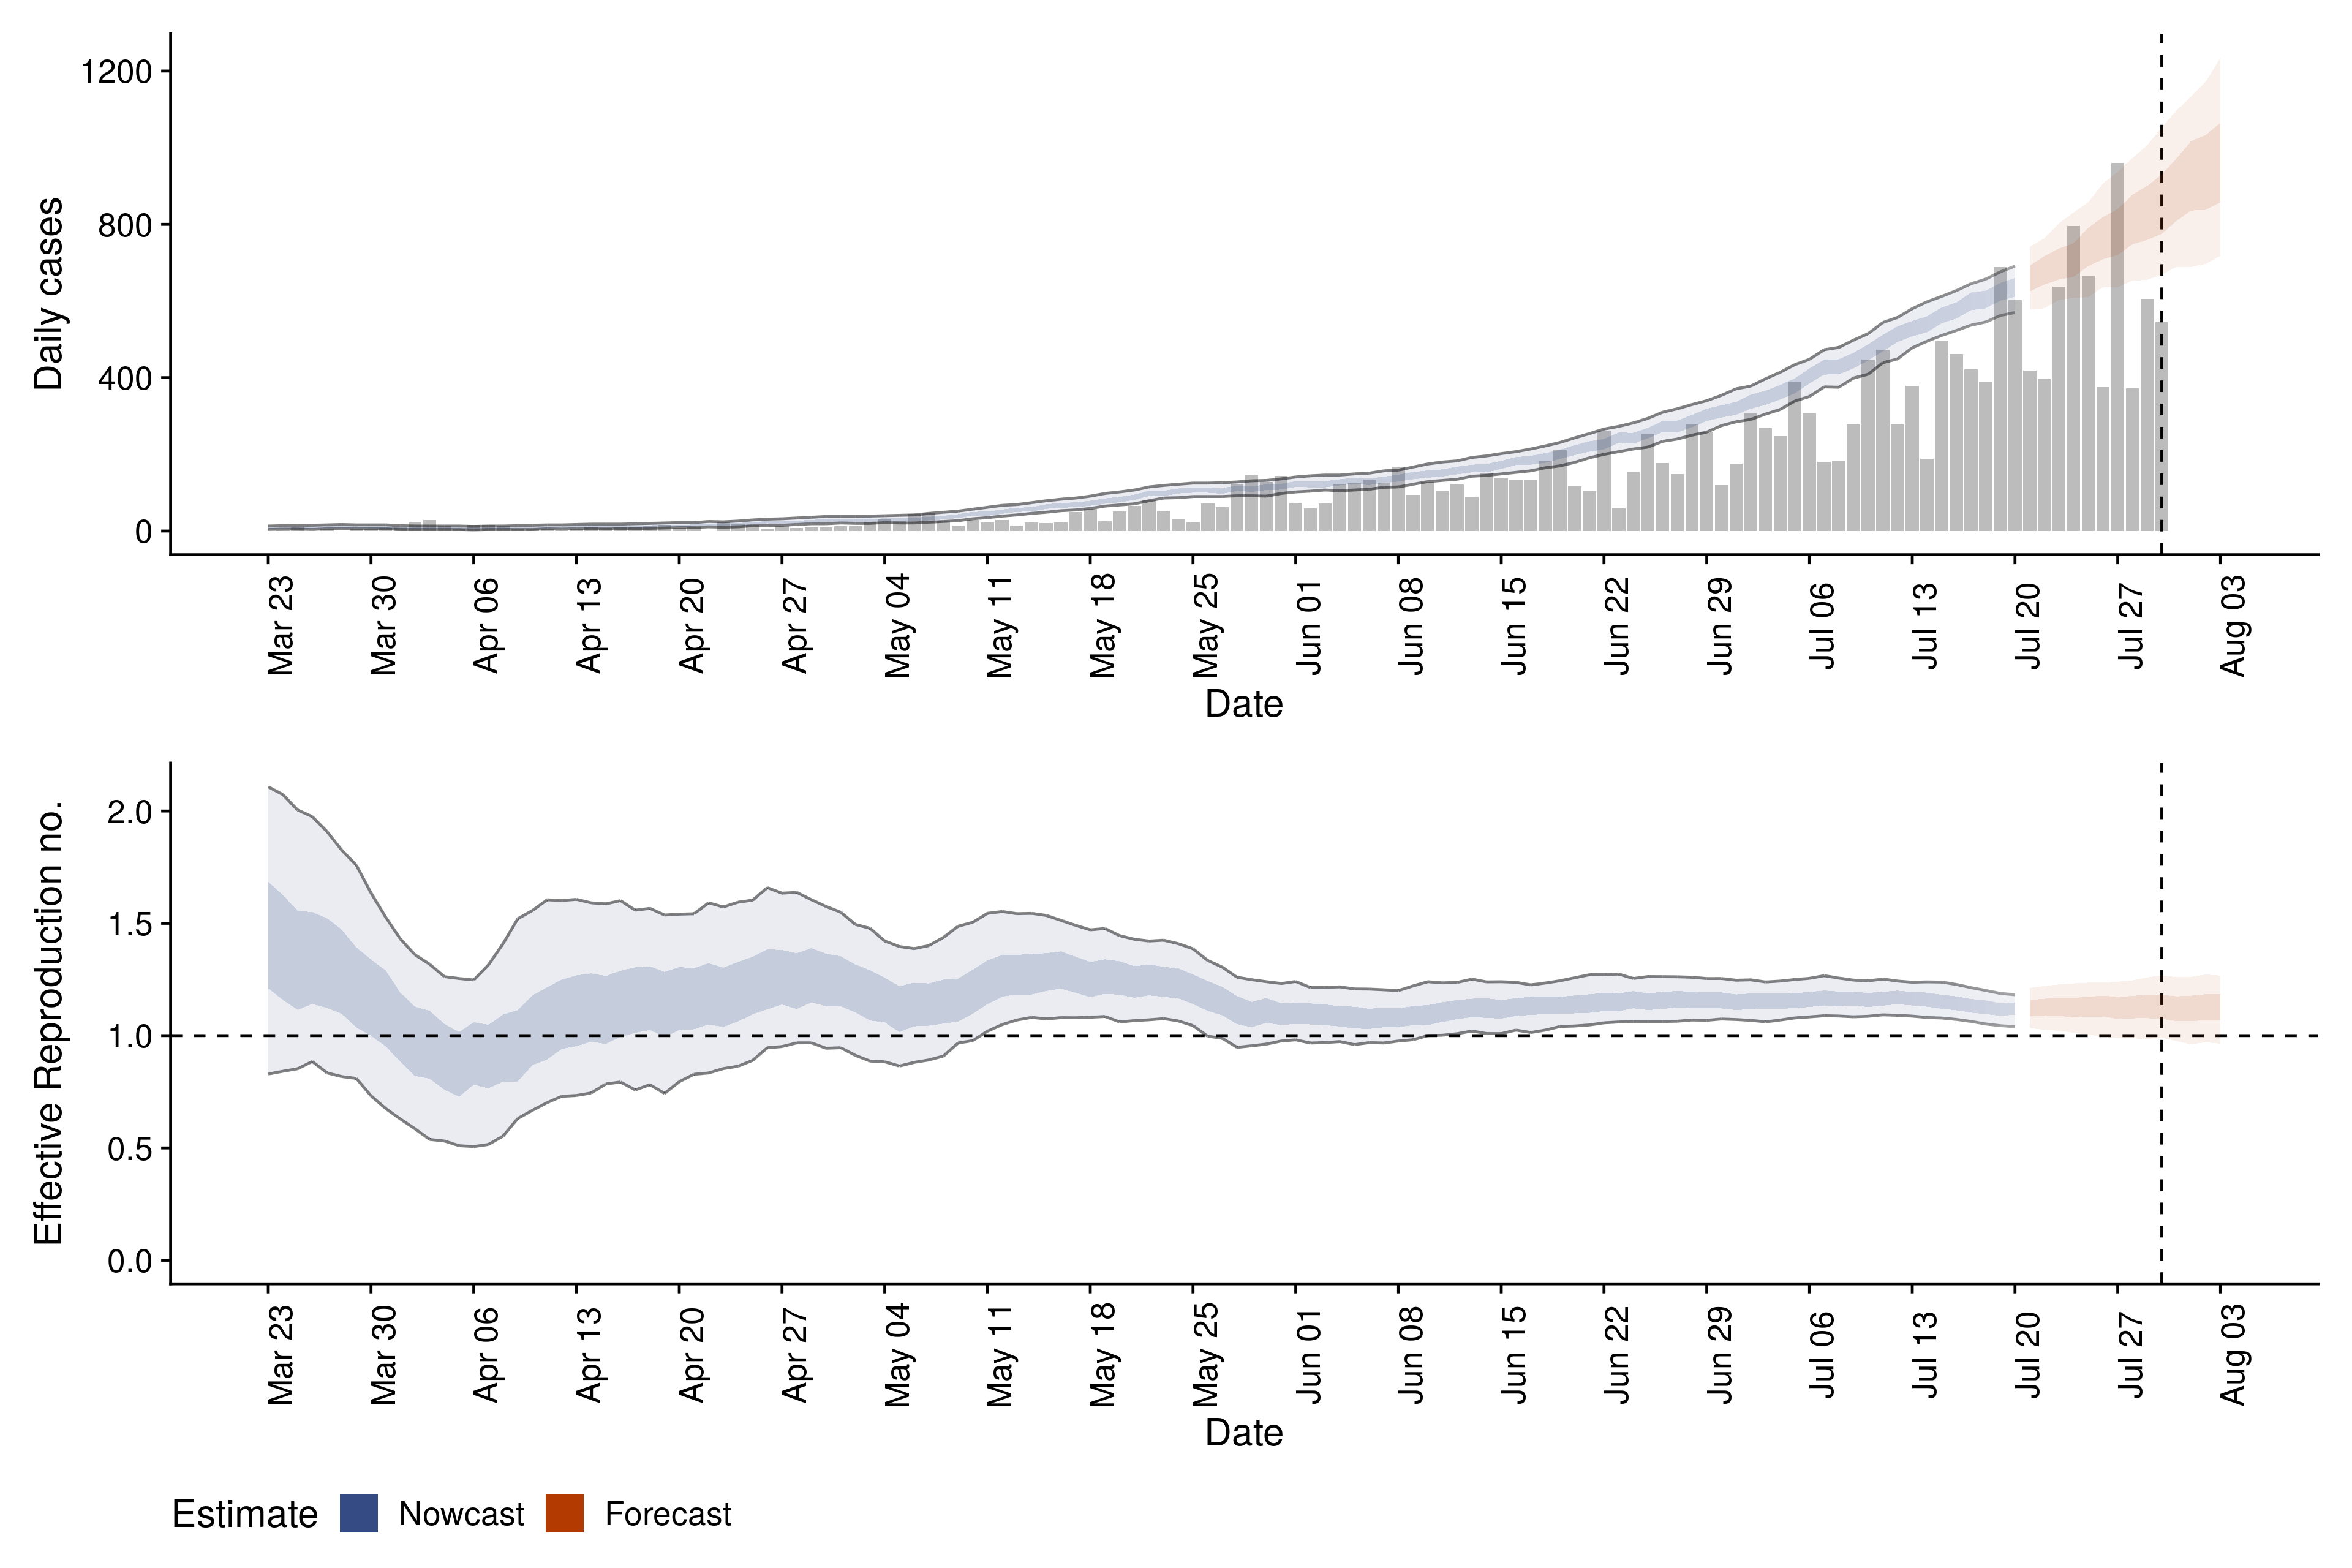 Daily cases
1200
800
400
0
Mar 23
Mar 30
Apr 06
Apr 13
Apr 20
Apr 27
May 04
May 11
May 18
May 25
Jun 01
Jun 08
Jun 15
Jun 22
Jun 29
Jul 06
Jul 13
Jul 20
Jul 27
Aug 03
Date
Effective Reproduction no.
2.0
1.5
1.0
0.5
0.0
Mar 23
Mar 30
Apr 06
Apr 13
Apr 20
Apr 27
May 04
May 11
May 18
May 25
Jun 01
Jun 08
Jun 15
Jun 22
Jun 29
Jul 06
Jul 13
Jul 20
Jul 27
Aug 03
Date
Estimate Nowcast Forecast